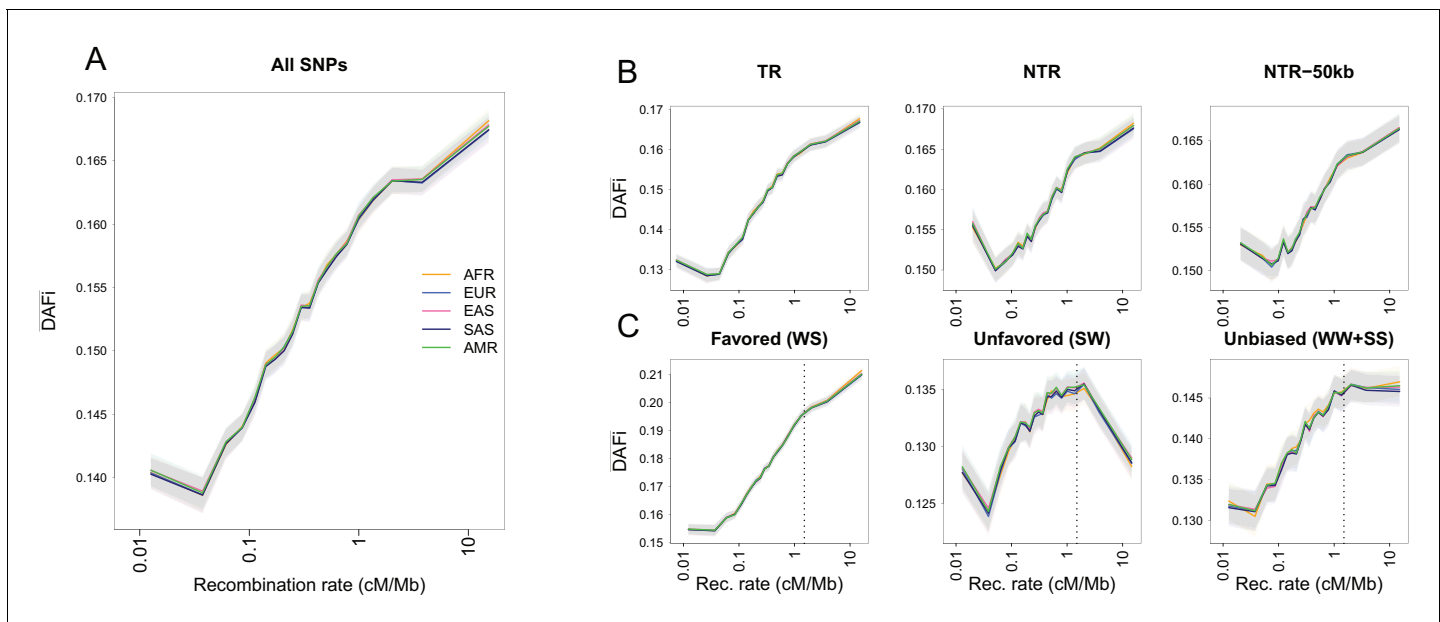 A
All SNPs
0.170
0.165
0.160
0.155
0.150
0.145
0.140
DAFi
0.01
0.1
1
10
Recombination rate (cM/Mb)
AFR
EUR
EAS
SAS
AMR
B
TR
0.17
0.16
0.15
0.14
0.13
DAFi
0.01
0.1
1
10
NTR
0.170
0.165
0.160
0.155
0.150
0.01
0.1
1
10
NTR−50kb
0.165
0.160
0.155
0.150
0.01
0.1
1
10
C
Favored (WS)
0.21
0.20
0.19
0.18
0.17
0.16
0.15
DAFi
0.01
0.1
1
10
Rec. rate (cM/Mb)
Unfavored (SW)
0.135
0.130
0.125
0.01
0.1
1
10
Rec. rate (cM/Mb)
Unbiased (WW+SS)
0.145
0.140
0.135
0.130
0.01
0.1
1
10
Rec. rate (cM/Mb)